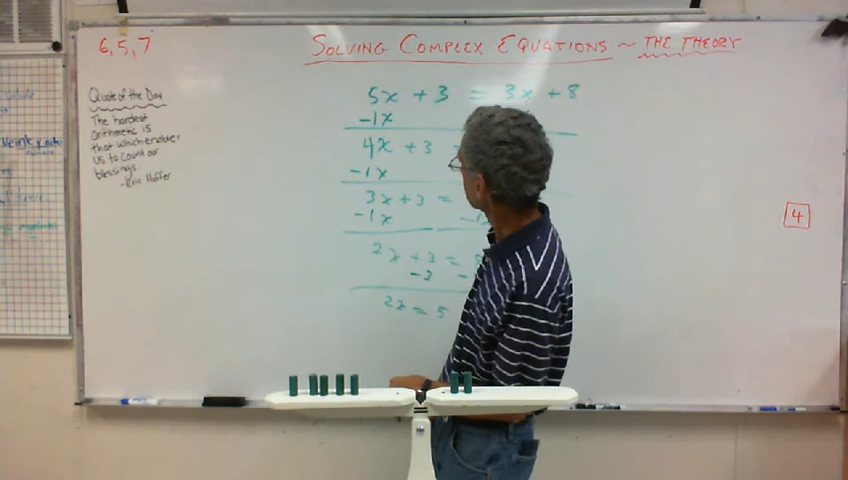 6, 5, 7
SOLVING COMPLEX EQUATIONS ~ THE THEORY
Quote of the Day
The hardest
arithmetic is
that which enables
us to count our
blessings.
-Eric Hoffer
5x + 3 = 3x + 8
-1x
4x + 3
-1x
3x + 3 =
-1x -1x
2x + 3 = 8
-3 -
2x = 5
4